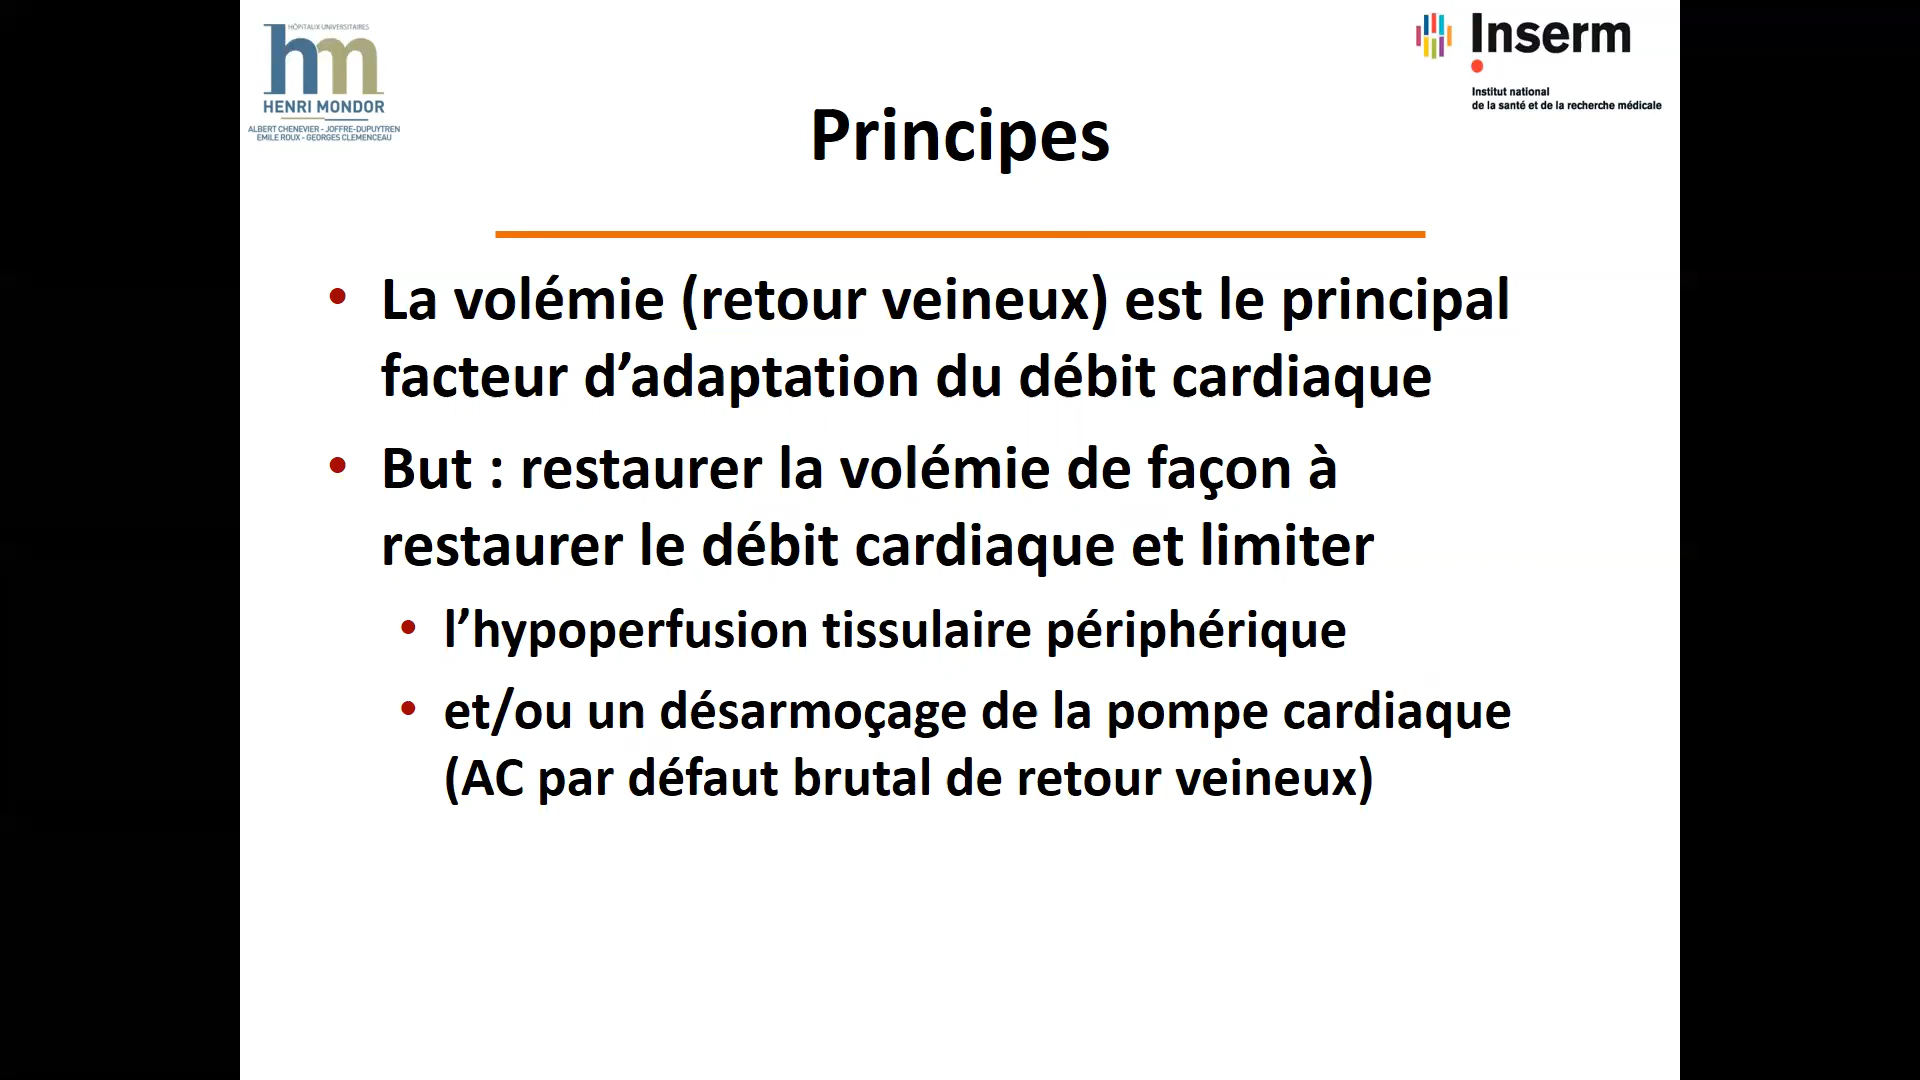 HÔPITAUX UNIVERSITAIRES
hm
HENRI MONDOR
ALBERT CHENEVIER - JOFFRE-DUPUYTREN
EMILE ROUX - GEORGES CLEMENCEAU
Inserm
Institut national
de la santé et de la recherche médicale
Principes
• La volémie (retour veineux) est le principal
facteur d’adaptation du débit cardiaque
• But : restaurer la volémie de façon à
restaurer le débit cardiaque et limiter
• l’hypoperfusion tissulaire périphérique
• et/ou un désarmoçage de la pompe cardiaque
(AC par défaut brutal de retour veineux)